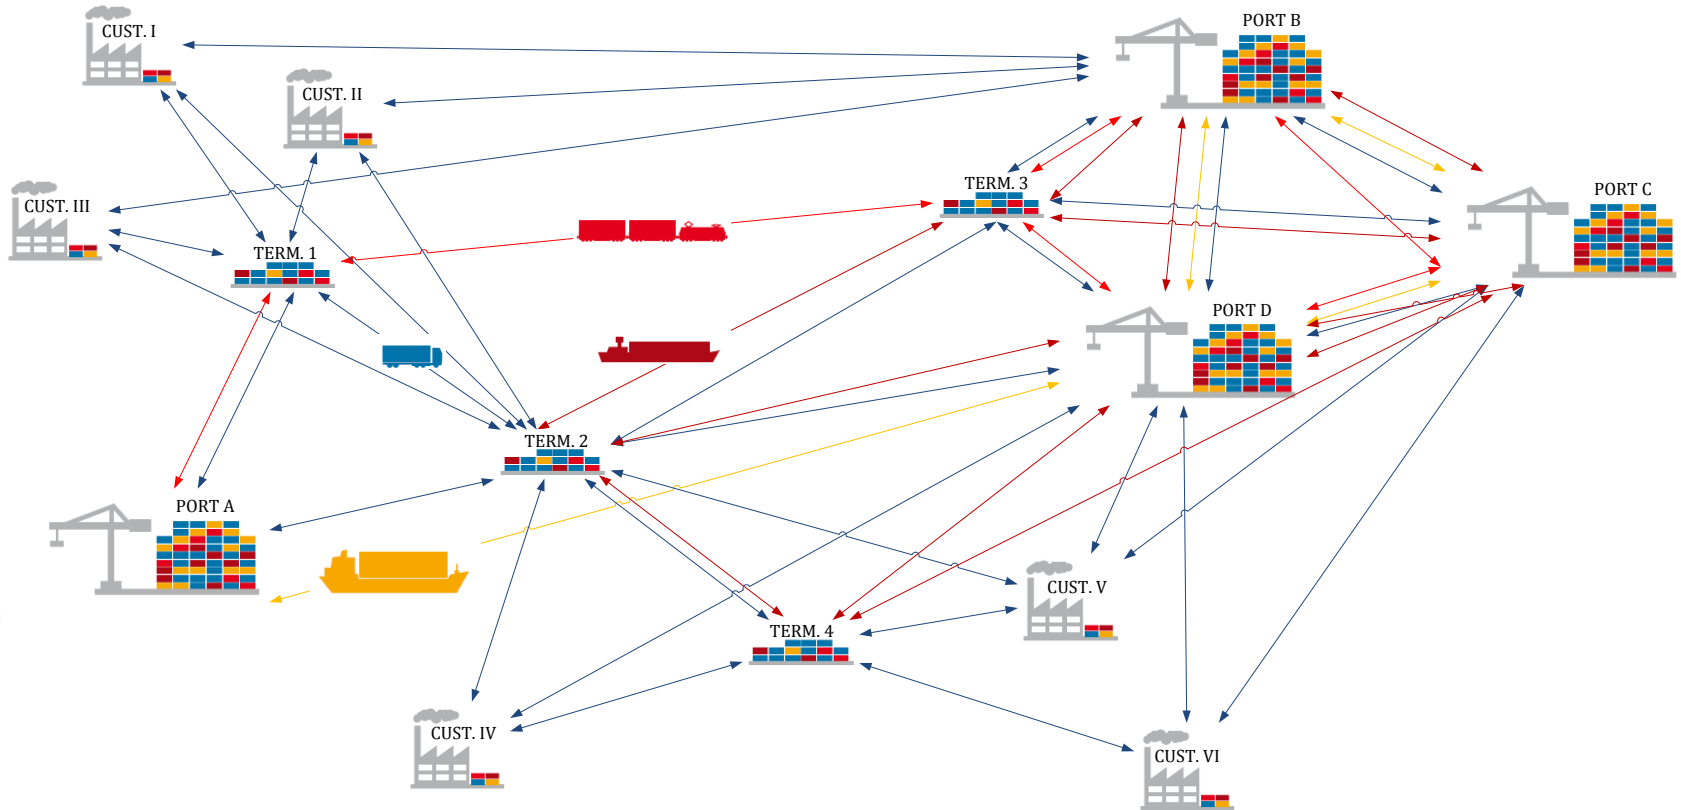 CUST. I
PORT B
CUST. II
TERM. 3
PORT C
CUST. III
TERM. 1
PORT D
TERM. 2
PORT A
CUST. V
TERM. 4
CUST. IV
CUST. VI